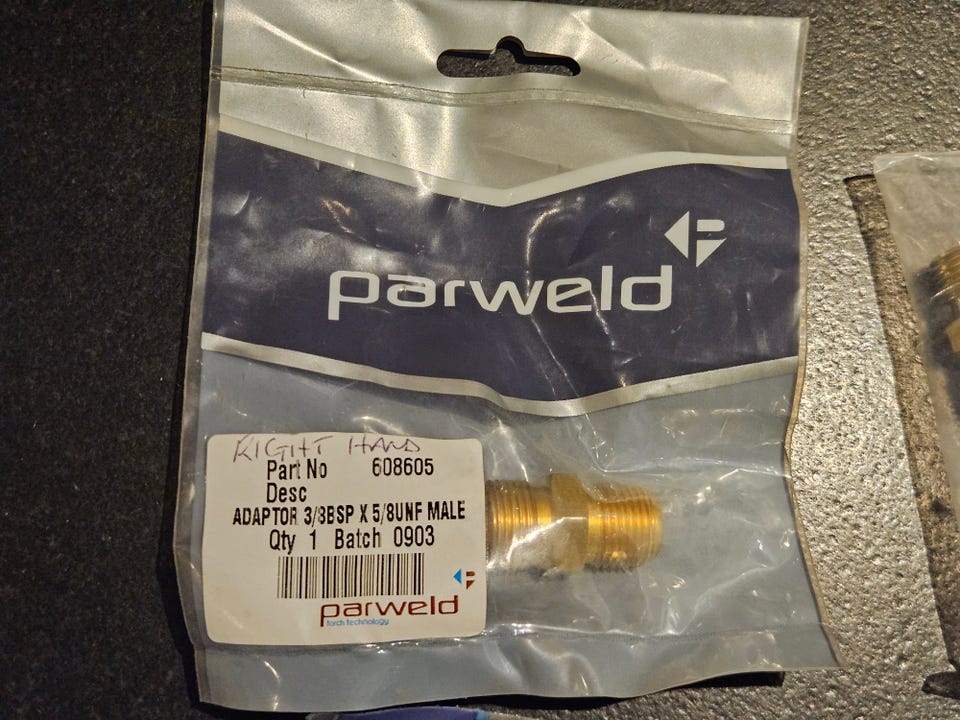 parweld
RIGHT HAND
Part No 608605
Desc
ADAPTOR 3/8BSP X 5/8UNF MALE
Qty 1 Batch 0903
parweld
torch technology